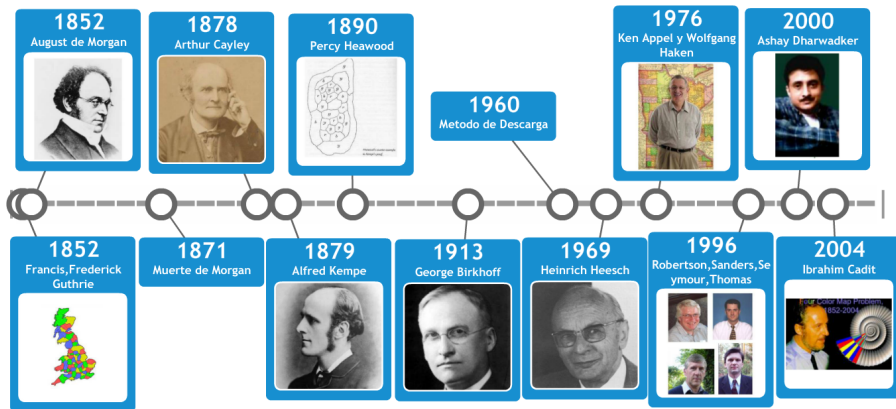 1852
August de Morgan
1878
Arthur Cayley
1890
Percy Heawood
1960
Metodo de Descarga
1976
Ken Appel y Wolfgang
Haken
2000
Ashay Dharwadker
1852
Francis,Frederick
Guthrie
1871
Muerte de Morgan
1879
Alfred Kempe
1913
George Birkhoff
1969
Heinrich Heesch
1996
Robertson,Sanders,Se
ymour,Thomas
2004
Ibrahim Cadit
Four Color Map Problem,
1852-2004